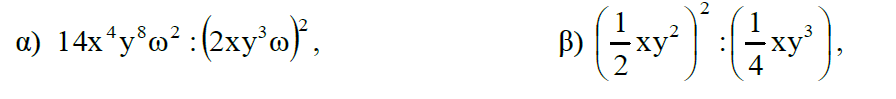 α) 14x⁴y⁸ω² : (2xy³ω)², β) (1/2 xy²)² : (1/4 xy³),